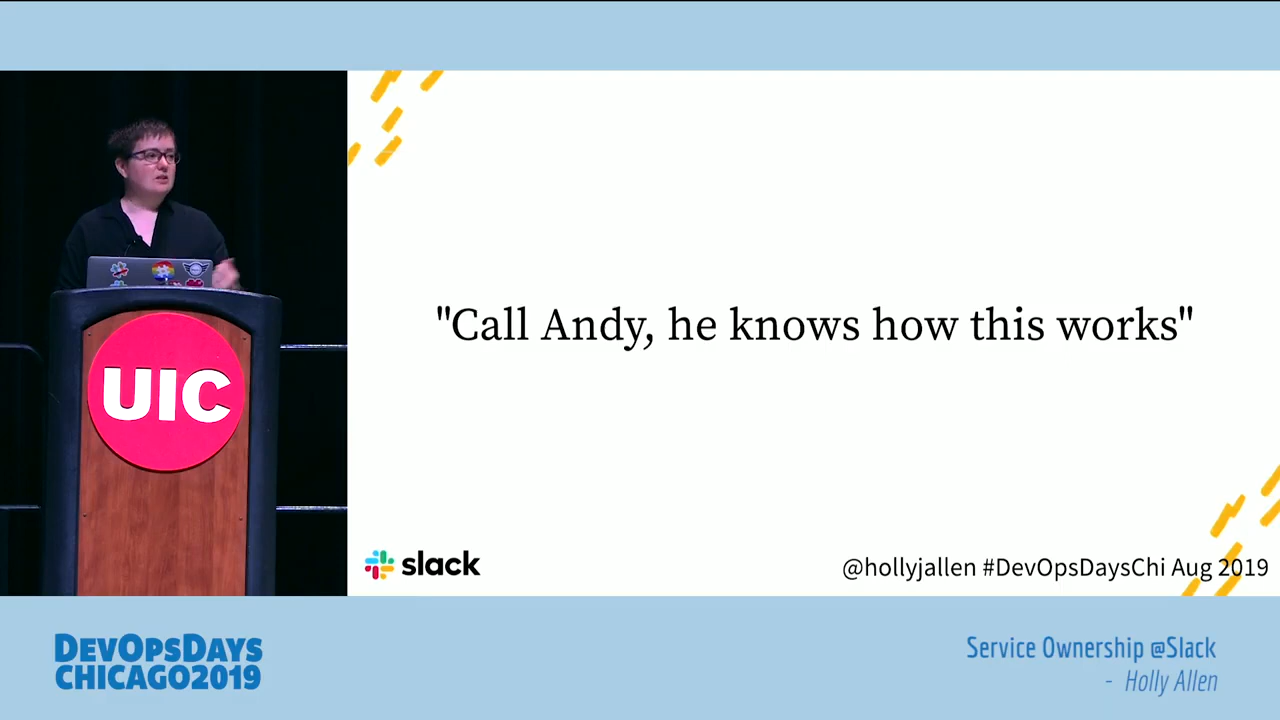 "Call Andy, he knows how this works"
UIC
slack
@hollyjallen #DevOpsDaysChi Aug 2019
DEVOPSDAYS
CHICAGO2019
Service Ownership @Slack
- Holly Allen